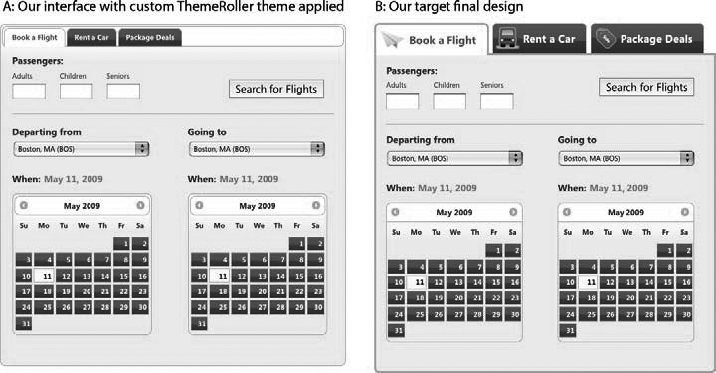 A: Our interface with custom ThemeRoller theme applied
Book a Flight Rent a Car Package Deals
Passengers:
Adults Children Seniors
Search for Flights
Departing from Going to
Boston, MA (BOS) Boston, MA (BOS)
When: May 11, 2009 When: May 11, 2009
May 2009 May 2009
Su Mo Tu We Th Fr Sa Su Mo Tu We Th Fr Sa
1 2 1 2
3 4 5 6 7 8 9 3 4 5 6 7 8 9
10 11 12 13 14 15 16 10 11 12 13 14 15 16
17 18 19 20 21 22 23 17 18 19 20 21 22 23
24 25 26 27 28 29 30 24 25 26 27 28 29 30
31 31
B: Our target final design
Book a Flight Rent a Car Package Deals
Passengers:
Adults Children Seniors
Search for Flights
Departing from Going to
Boston, MA (BOS) Boston, MA (BOS)
When: May 11, 2009 When: May 11, 2009
May 2009 May 2009
Su Mo Tu We Th Fr Sa Su Mo Tu We Th Fr Sa
1 2 1 2
3 4 5 6 7 8 9 3 4 5 6 7 8 9
10 11 12 13 14 15 16 10 11 12 13 14 15 16
17 18 19 20 21 22 23 17 18 19 20 21 22 23
24 25 26 27 28 29 30 24 25 26 27 28 29 30
31 31